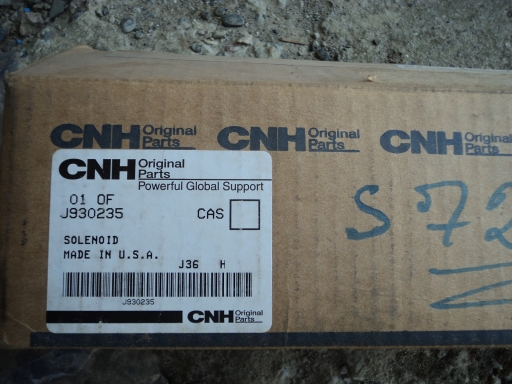 CNH Original Parts CNH Original Parts CNH Original Parts
CNH Original Parts
Powerful Global Support
01 OF
J930235 CAS
SOLENOID
MADE IN U.S.A.
J36 H
J930235
CNH Original Parts
S 72